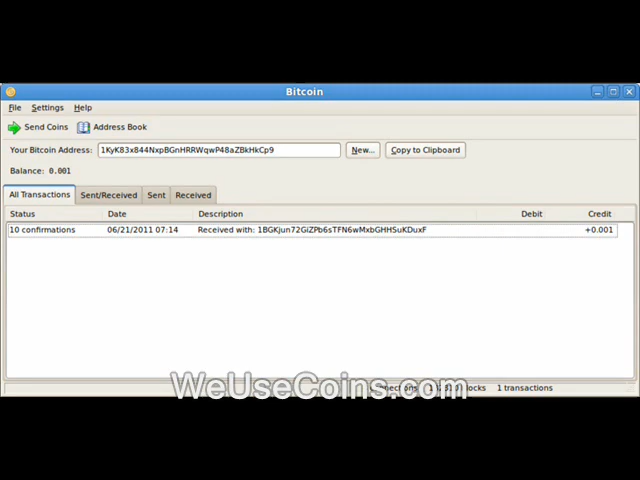 Bitcoin
File Settings Help
Send Coins Address Book
Your Bitcoin Address: 1KyK83x844NxpBGnHRRWqwP48aZBkHkCp9 New... Copy to Clipboard
Balance: 0.001
All Transactions Sent/Received Sent Received
Status Date Description Debit Credit
10 confirmations 06/21/2011 07:14 Received with: 1BGKjun72GiZPb6sTFN6wMxbGHHSuKDuxF +0.001
WeUseCoins.com
1 transactions